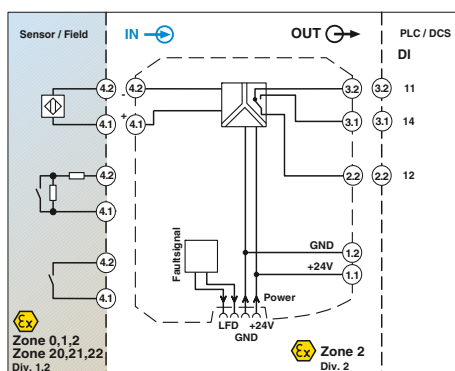 Sensor / Field
IN
OUT
PLC / DCS
DI
4.2
-
4.2
3.2
3.2
11
4.1
+
4.1
3.1
3.1
14
4.2
2.2
2.2
12
4.1
Faultsignal
GND
1.2
4.2
+24V
1.1
4.1
Power
LFD
+24V
GND
Ex
Zone 0,1,2
Zone 20,21,22
Div. 1,2
Ex
Zone 2
Div. 2